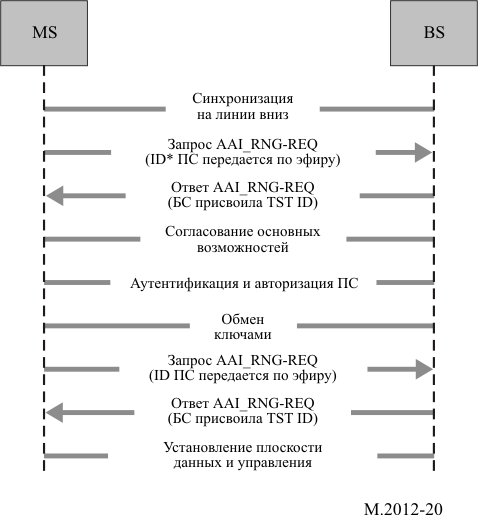 MS
BS
Синхронизация
на линии вниз
Запрос AAI_RNG-REQ
(ID* ПС передается по эфиру)
Ответ AAI_RNG-REQ
(БС присвоила TST ID)
Согласование основных
возможностей
Аутентификация и авторизация ПС
Обмен
ключами
Запрос AAI_RNG-REQ
(ID ПС передается по эфиру)
Ответ AAI_RNG-REQ
(БС присвоила TST ID)
Установление плоскости
данных и управления
M.2012-20